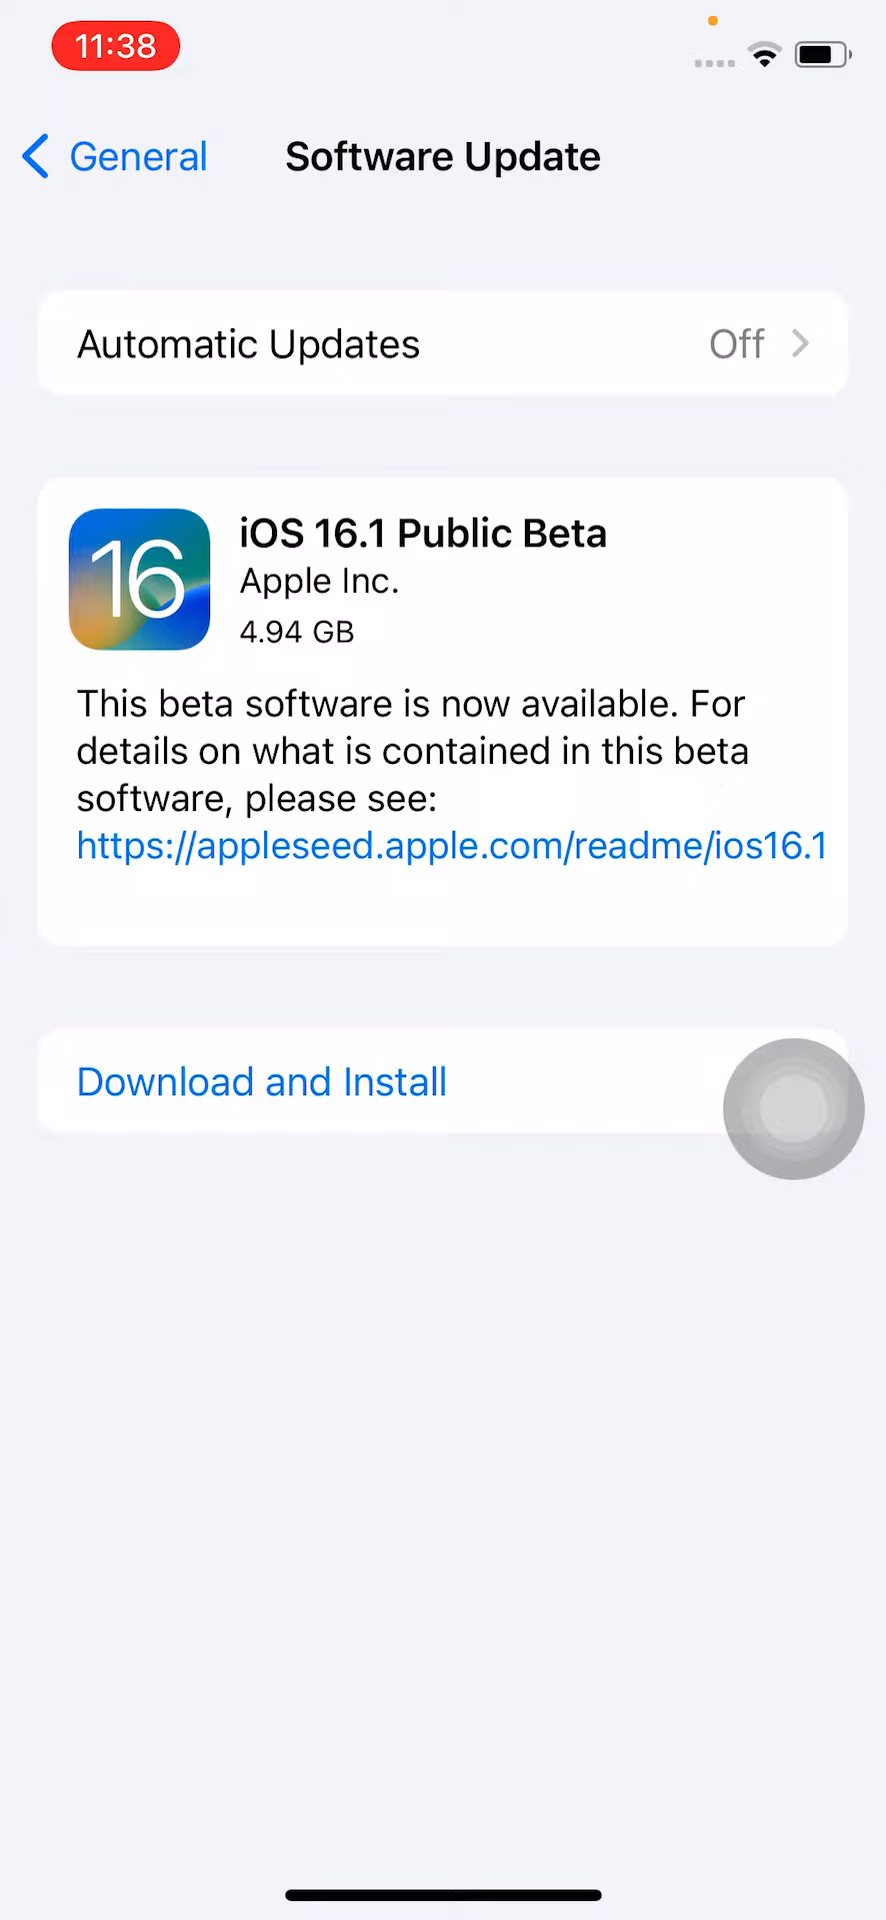 11:38
General
Software Update
Automatic Updates
Off
16
iOS 16.1 Public Beta
Apple Inc.
4.94 GB
This beta software is now available. For
details on what is contained in this beta
software, please see:
https://appleseed.apple.com/readme/ios16.1
Download and Install